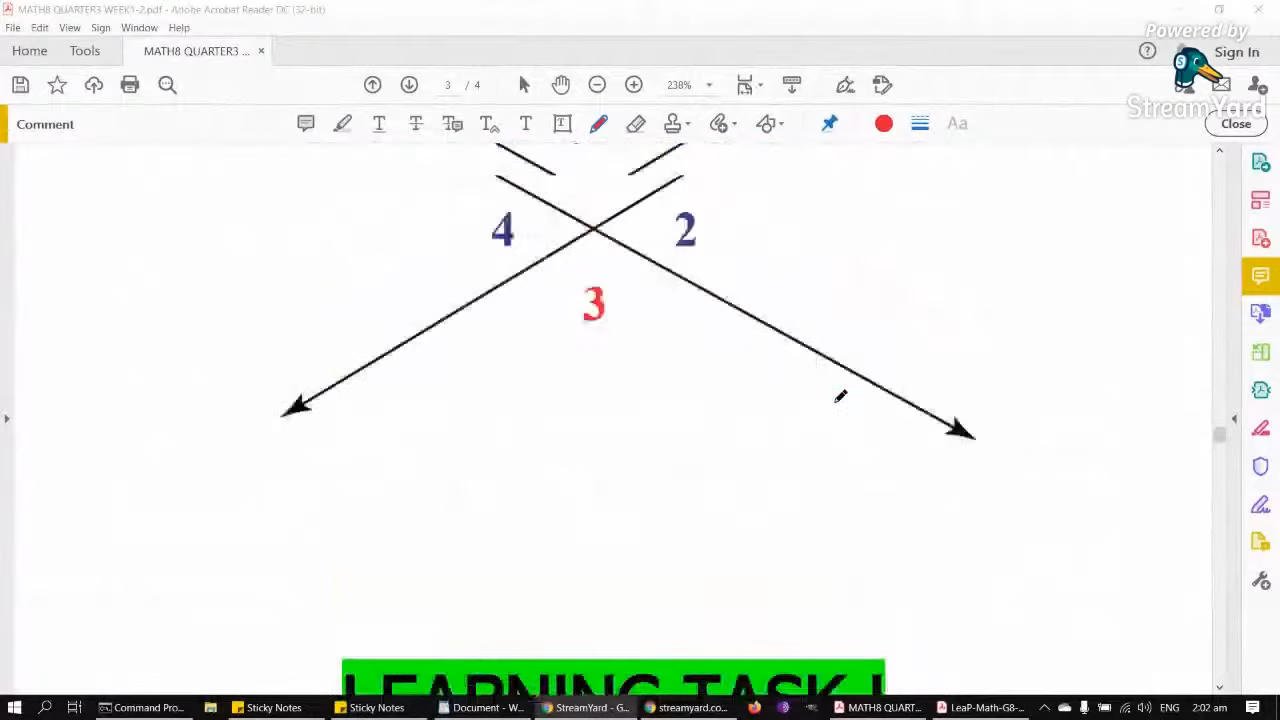 MATH8 QUARTER3 WEEK1-2.pdf - Adobe Acrobat Reader DC (32-bit)
Powered by
StreamYard
File Edit View Sign Window Help
Home Tools MATH8 QUARTER3 ... × Sign In
3 / 238%
Comment T T T T T Aa Close
4 2
3
LEARNING TASK
Command Pro... Sticky Notes Sticky Notes Document - W... StreamYard - G... streamyard.co... MATH8 QUART... LeaP-Math-G8-... ENG 2:02 am